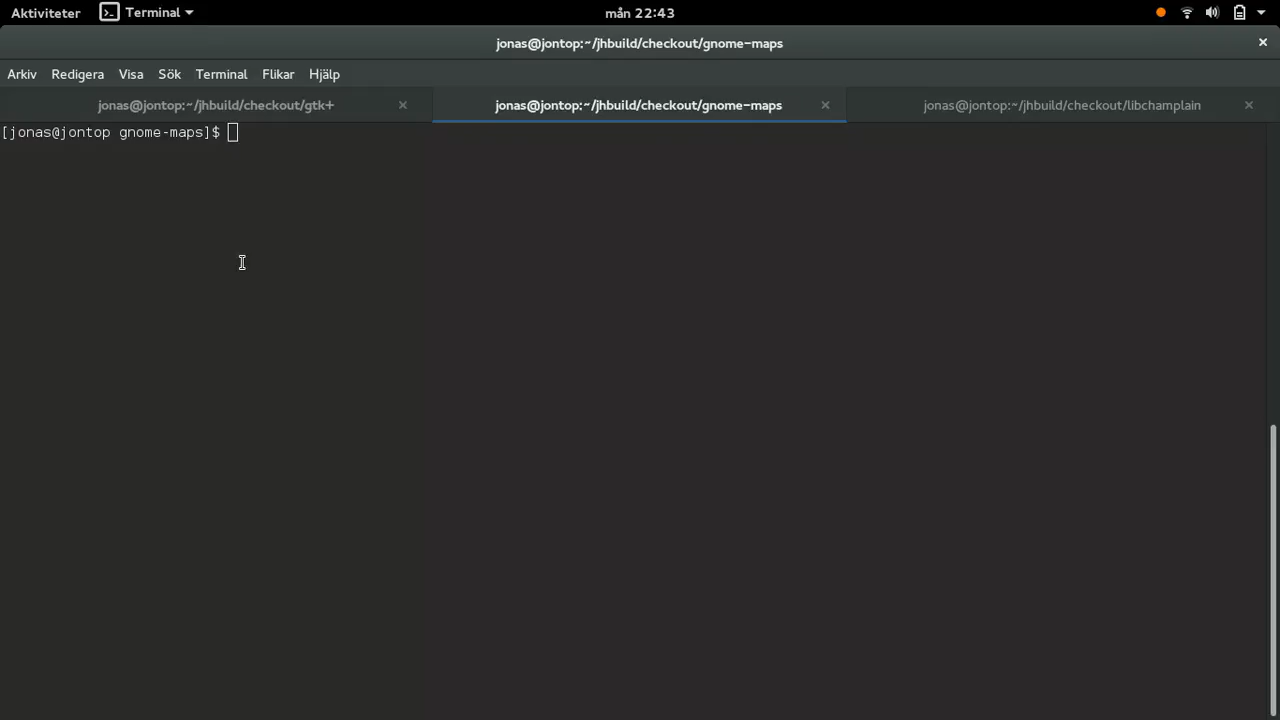 Aktiviteter Terminal mån 22:43
jonas@jontop:~/jhbuild/checkout/gnome-maps
Arkiv Redigera Visa Sök Terminal Flikar Hjälp
jonas@jontop:~/jhbuild/checkout/gtk+ jonas@jontop:~/jhbuild/checkout/gnome-maps jonas@jontop:~/jhbuild/checkout/libchamplain
[jonas@jontop gnome-maps]$